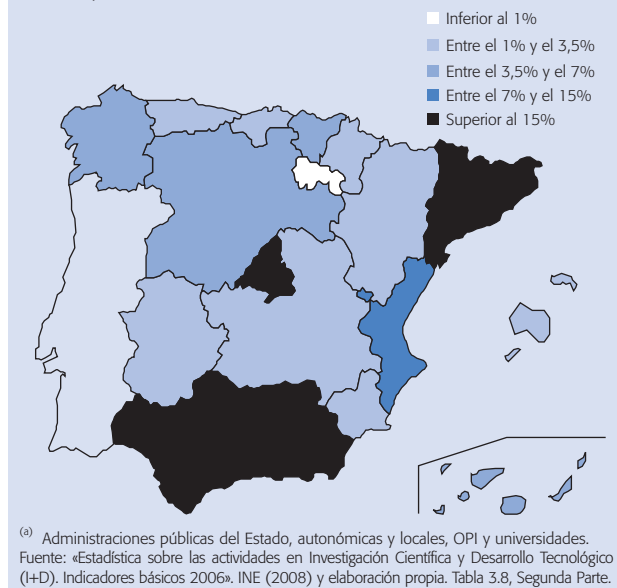 Inferior al 1%
Entre el 1% y el 3,5%
Entre el 3,5% y el 7%
Entre el 7% y el 15%
Superior al 15%
(a) Administraciones públicas del Estado, autonómicas y locales, OPI y universidades.
Fuente: «Estadística sobre las actividades en Investigación Científica y Desarrollo Tecnológico
(I+D). Indicadores básicos 2006». INE (2008) y elaboración propia. Tabla 3.8, Segunda Parte.